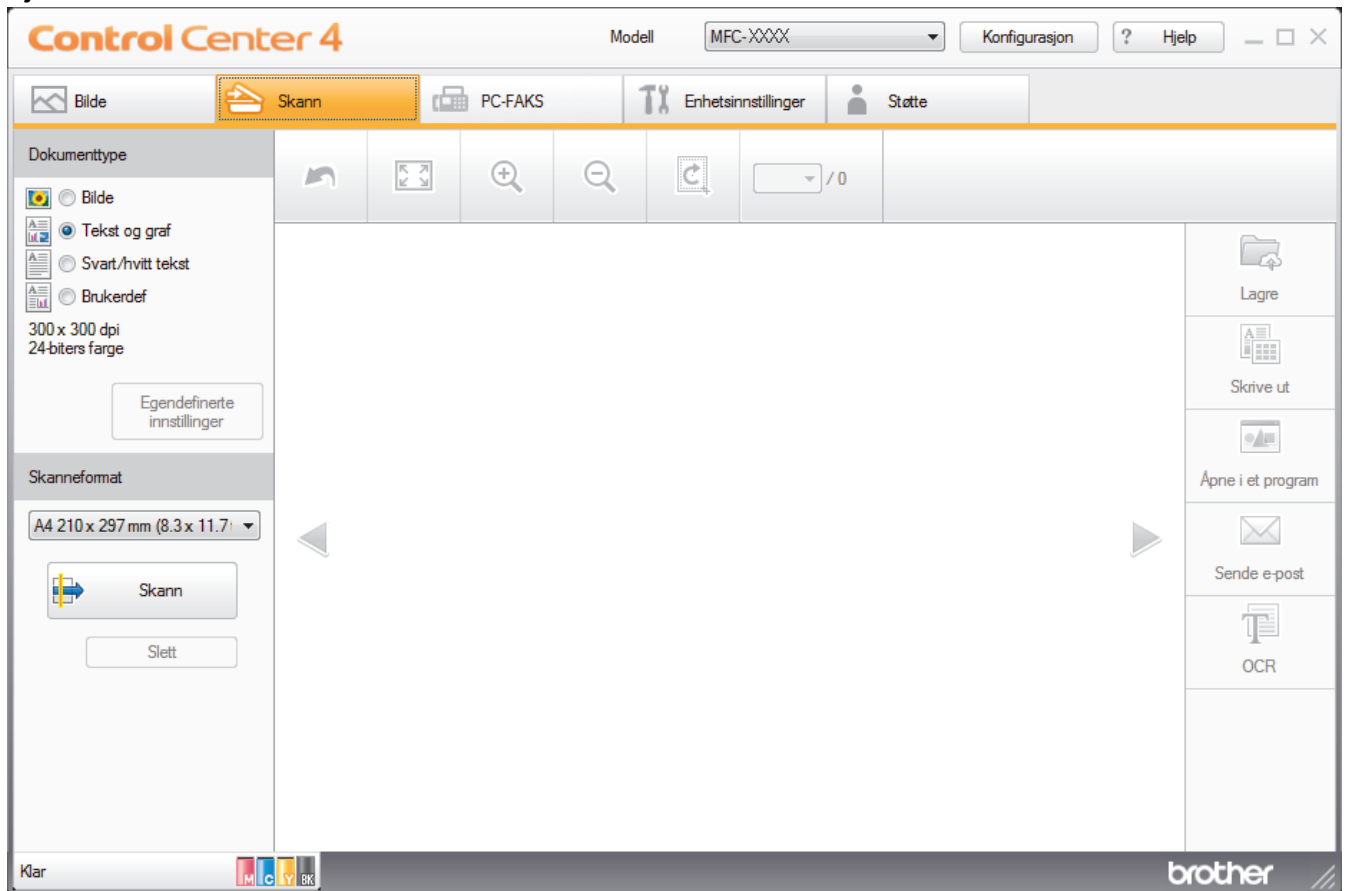 Control Center 4
Modell
MFC-XXXX
Konfigurasjon
? Hjelp
Bilde
Skann
PC-FAKS
Enhetsinnstillinger
Støtte
Dokumenttype
/ 0
Bilde
Tekst og graf
Svart/hvitt tekst
Brukerdef
300 x 300 dpi
24-biters farge
Egendefinerte
innstillinger
Skanneformat
A4 210 x 297 mm (8.3 x 11.7
Skann
Slett
Lagre
Skrive ut
Åpne i et program
Sende e-post
OCR
Klar
M C Y BK
brother